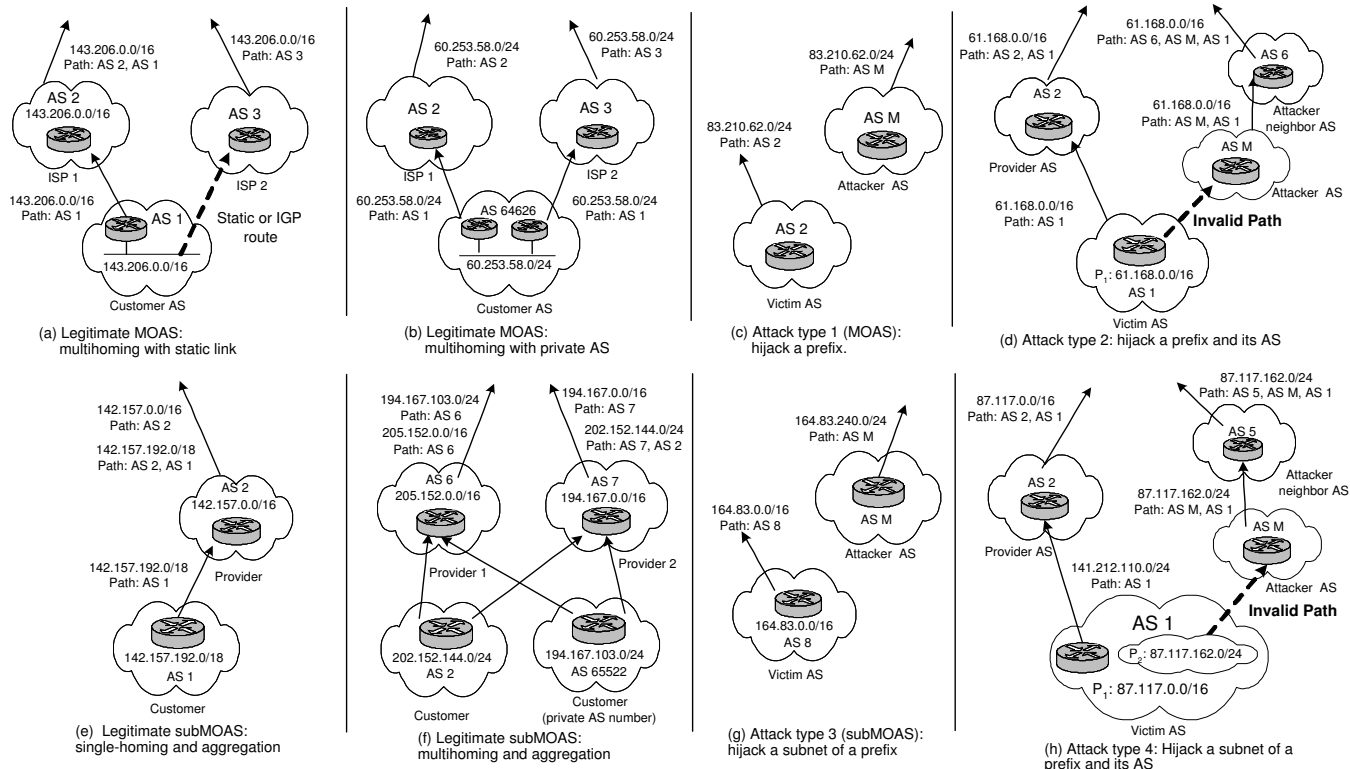 143.206.0.0/16
Path: AS 2, AS 1
143.206.0.0/16
Path: AS 3
AS 2
143.206.0.0/16
ISP 1
AS 3
ISP 2
143.206.0.0/16
Path: AS 1
AS 1
Static or IGP
route
143.206.0.0/16
Customer AS
(a) Legitimate MOAS:
multihoming with static link
60.253.58.0/24
Path: AS 2
60.253.58.0/24
Path: AS 3
AS 2
ISP 1
AS 3
ISP 2
60.253.58.0/24
Path: AS 1
60.253.58.0/24
Path: AS 1
AS 64626
60.253.58.0/24
Customer AS
(b) Legitimate MOAS:
multihoming with private AS
83.210.62.0/24
Path: AS M
AS M
Attacker AS
83.210.62.0/24
Path: AS 2
AS 2
Victim AS
(c) Attack type 1 (MOAS):
hijack a prefix.
61.168.0.0/16
Path: AS 2, AS 1
61.168.0.0/16
Path: AS 6, AS M, AS 1
AS 6
Attacker
neighbor AS
AS 2
Provider AS
61.168.0.0/16
Path: AS M, AS 1
AS M
Attacker AS
61.168.0.0/16
Path: AS 1
Invalid Path
P1: 61.168.0.0/16
AS 1
Victim AS
(d) Attack type 2: hijack a prefix and its AS
142.157.0.0/16
Path: AS 2
142.157.192.0/18
Path: AS 2, AS 1
AS 2
142.157.0.0/16
Provider
142.157.192.0/18
Path: AS 1
142.157.192.0/18
AS 1
Customer
(e) Legitimate subMOAS:
single-homing and aggregation
194.167.103.0/24
Path: AS 6
205.152.0.0/16
Path: AS 6
194.167.0.0/16
Path: AS 7
202.152.144.0/24
Path: AS 7, AS 2
AS 6
205.152.0.0/16
Provider 1
AS 7
194.167.0.0/16
Provider 2
202.152.144.0/24
AS 2
Customer
194.167.103.0/24
AS 65522
Customer
(private AS number)
(f) Legitimate subMOAS:
multihoming and aggregation
164.83.240.0/24
Path: AS M
AS M
Attacker AS
164.83.0.0/16
Path: AS 8
164.83.0.0/16
AS 8
Victim AS
(g) Attack type 3 (subMOAS):
hijack a subnet of a prefix
87.117.0.0/16
Path: AS 2, AS 1
87.117.162.0/24
Path: AS 5, AS M, AS 1
AS 5
Attacker
neighbor AS
AS 2
Provider AS
87.117.162.0/24
Path: AS M, AS 1
AS M
Attacker AS
141.212.110.0/24
Path: AS 1
Invalid Path
AS 1
P2: 87.117.162.0/24
P1: 87.117.0.0/16
Victim AS
(h) Attack type 4: Hijack a subnet of a
prefix and its AS